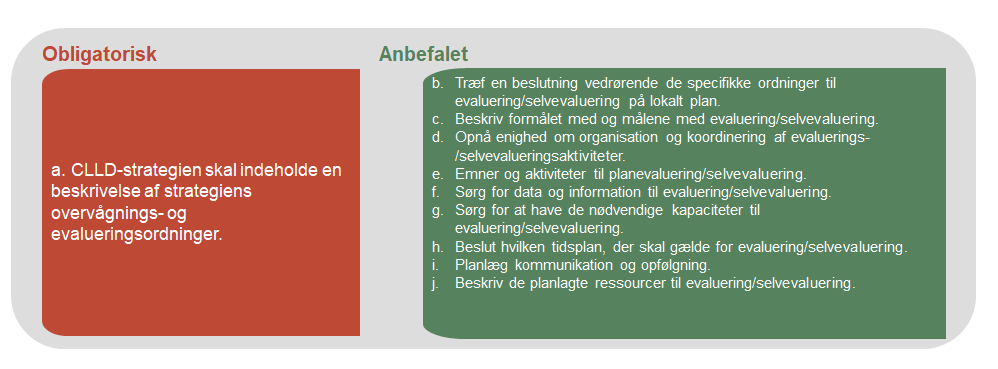 Obligatorisk
a. CLLD-strategien skal indeholde en
beskrivelse af strategiens
overvågnings- og
evalueringsordninger.
Anbefalet
b. Træf en beslutning vedrørende de specifikke ordninger til
evaluering/selvevaluering på lokalt plan.
c. Beskriv formålet med og målene med evaluering/selvevaluering.
d. Opnå enighed om organisation og koordinering af evaluerings-
/selvevalueringsaktiviteter.
e. Emner og aktiviteter til planevaluering/selvevaluering.
f. Sørg for data og information til evaluering/selvevaluering.
g. Sørg for at have de nødvendige kapaciteter til
evaluering/selvevaluering.
h. Beslut hvilken tidsplan, der skal gælde for evaluering/selvevaluering.
i. Planlæg kommunikation og opfølgning.
j. Beskriv de planlagte ressourcer til evaluering/selvevaluering.